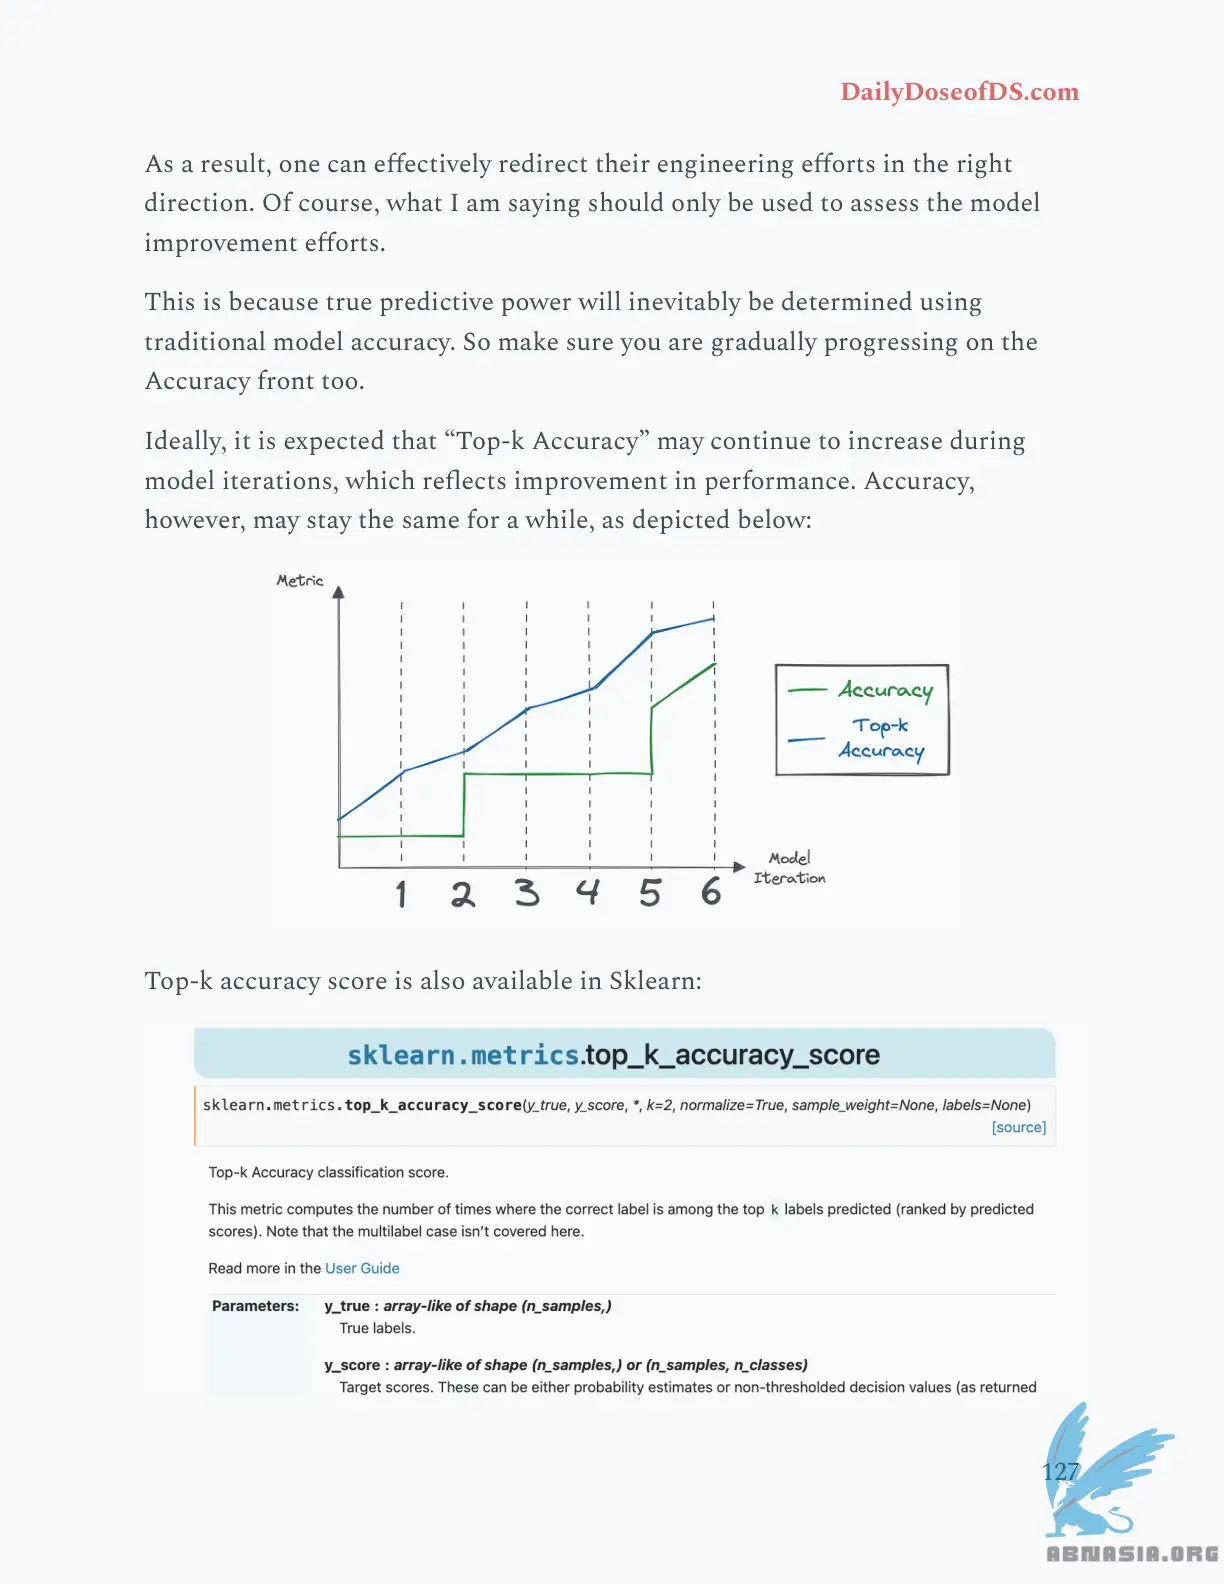 DailyDoseofDS.com
As a result, one can effectively redirect their engineering efforts in the right
direction. Of course, what I am saying should only be used to assess the model
improvement efforts.
This is because true predictive power will inevitably be determined using
traditional model accuracy. So make sure you are gradually progressing on the
Accuracy front too.
Ideally, it is expected that “Top-k Accuracy” may continue to increase during
model iterations, which reflects improvement in performance. Accuracy,
however, may stay the same for a while, as depicted below:
Metric
Accuracy
Top-k
Accuracy
Model
Iteration
1 2 3 4 5 6
Top-k accuracy score is also available in Sklearn:
sklearn.metrics.top_k_accuracy_score
sklearn.metrics.top_k_accuracy_score(y_true, y_score, *, k=2, normalize=True, sample_weight=None, labels=None)
[source]
Top-k Accuracy classification score.
This metric computes the number of times where the correct label is among the top k labels predicted (ranked by predicted
scores). Note that the multilabel case isn’t covered here.
Read more in the User Guide
Parameters: y_true : array-like of shape (n_samples,)
True labels.
y_score : array-like of shape (n_samples,) or (n_samples, n_classes)
Target scores. These can be either probability estimates or non-thresholded decision values (as returned
127
ABNASIA.ORG